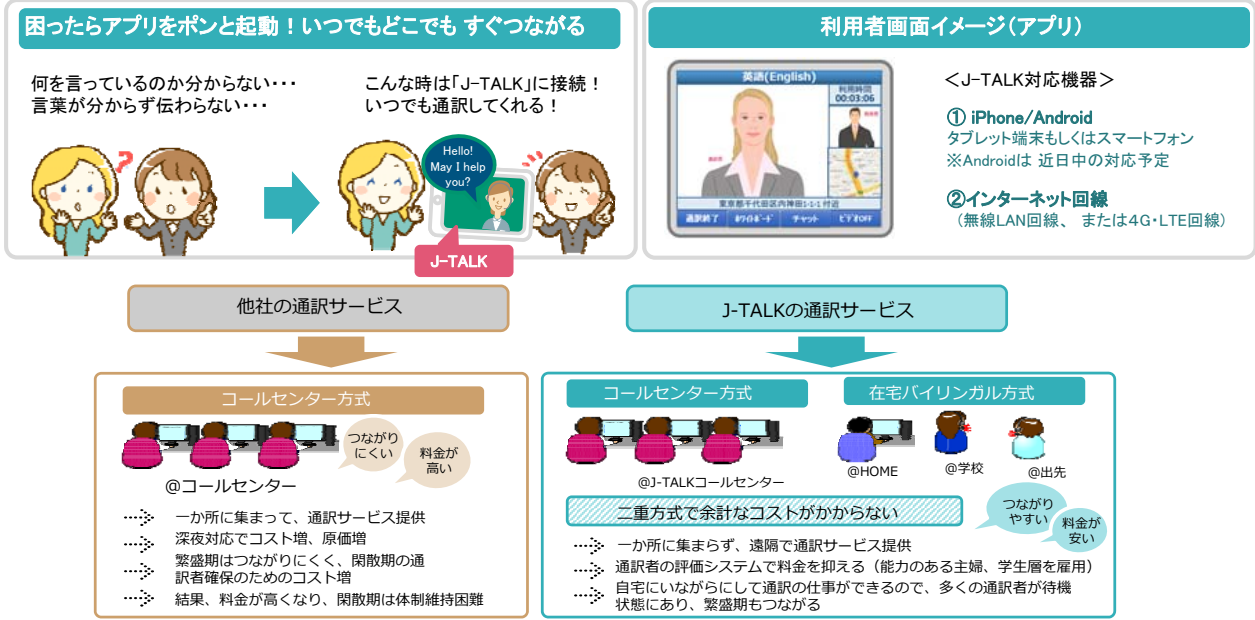 困ったらアプリをポンと起動！いつでもどこでも すぐつながる
何を言っているのか分からない・・・
言葉が分からず伝わらない・・・
こんな時は「J-TALK」に接続！
いつでも通訳してくれる！
Hello!
May I help
you?
J-TALK
利用者画面イメージ（アプリ）
英語(English)
利用時間
00:03:06
東京都千代田区内神田1-1-1 付近
通訳終了
ﾎﾜｲﾄﾎﾞｰﾄﾞ
チャット
ビデオOFF
＜J-TALK対応機器＞
① iPhone/Android
タブレット端末もしくはスマートフォン
※Androidは 近日中の対応予定
②インターネット回線
（無線LAN回線、 または4G・LTE回線）
他社の通訳サービス
コールセンター方式
つながり
にくい
料金が
高い
@コールセンター
一か所に集まって、通訳サービス提供
深夜対応でコスト増、原価増
繁盛期はつながりにくく、閑散期の通
訳者確保のためのコスト増
結果、料金が高くなり、閑散期は体制維持困難
J-TALKの通訳サービス
コールセンター方式
在宅バイリンガル方式
@J-TALKコールセンター
@HOME
@学校
@出先
二重方式で余計なコストがかからない
つながり
やすい
料金が
安い
一か所に集まらず、遠隔で通訳サービス提供
通訳者の評価システムで料金を抑える（能力のある主婦、学生層を雇用）
自宅にいながらにして通訳の仕事ができるので、多くの通訳者が待機
状態にあり、繁盛期もつながる